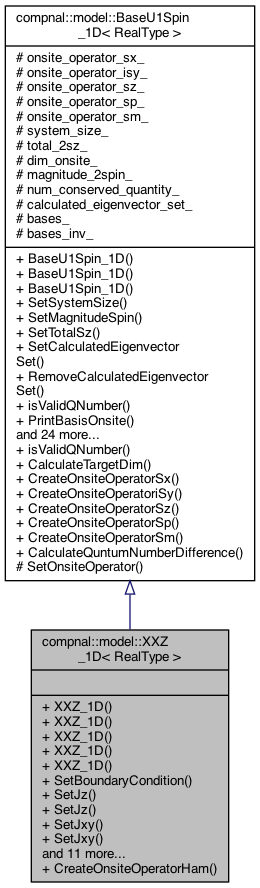 compnal::model::BaseU1Spin
_1D< RealType >
# onsite_operator_sx_
# onsite_operator_isy_
# onsite_operator_sz_
# onsite_operator_sp_
# onsite_operator_sm_
# system_size_
# total_2sz_
# dim_onsite_
# magnitude_2spin_
# num_conserved_quantity_
# calculated_eigenvector_set_
# bases_
# bases_inv_
+ BaseU1Spin_1D()
+ BaseU1Spin_1D()
+ BaseU1Spin_1D()
+ SetSystemSize()
+ SetMagnitudeSpin()
+ SetTotalSz()
+ SetCalculatedEigenvector
Set()
+ RemoveCalculatedEigenvector
Set()
+ isValidQNumber()
+ PrintBasisOnsite()
and 24 more...
+ isValidQNumber()
+ CalculateTargetDim()
+ CreateOnsiteOperatorSx()
+ CreateOnsiteOperatoriSy()
+ CreateOnsiteOperatorSz()
+ CreateOnsiteOperatorSp()
+ CreateOnsiteOperatorSm()
+ CalculateQuntumNumberDifference()
# SetOnsiteOperator()
compnal::model::XXZ
_1D< RealType >
+ XXZ_1D()
+ XXZ_1D()
+ XXZ_1D()
+ XXZ_1D()
+ XXZ_1D()
+ SetBoundaryCondition()
+ SetJz()
+ SetJz()
+ SetJxy()
+ SetJxy()
and 11 more...
+ CreateOnsiteOperatorHam()